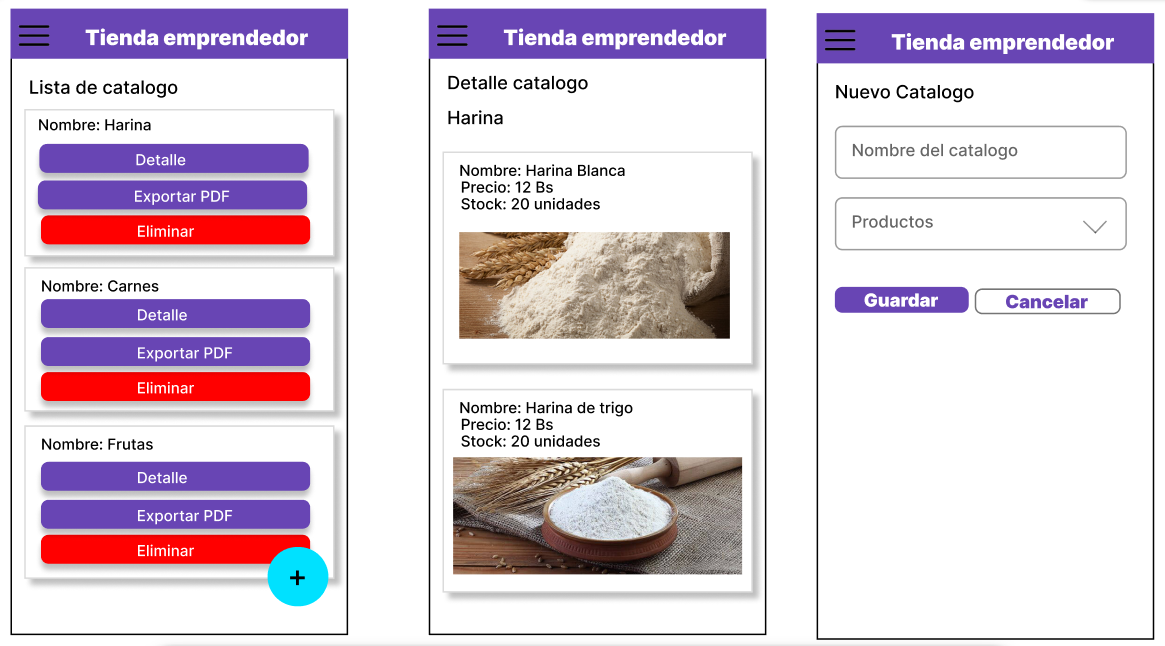 Tienda emprendedor
Lista de catalogo
Nombre: Harina
Detalle
Exportar PDF
Eliminar
Nombre: Carnes
Detalle
Exportar PDF
Eliminar
Nombre: Frutas
Detalle
Exportar PDF
Eliminar
+
Tienda emprendedor
Detalle catalogo
Harina
Nombre: Harina Blanca
Precio: 12 Bs
Stock: 20 unidades
Nombre: Harina de trigo
Precio: 12 Bs
Stock: 20 unidades
Tienda emprendedor
Nuevo Catalogo
Nombre del catalogo
Productos
Guardar Cancelar